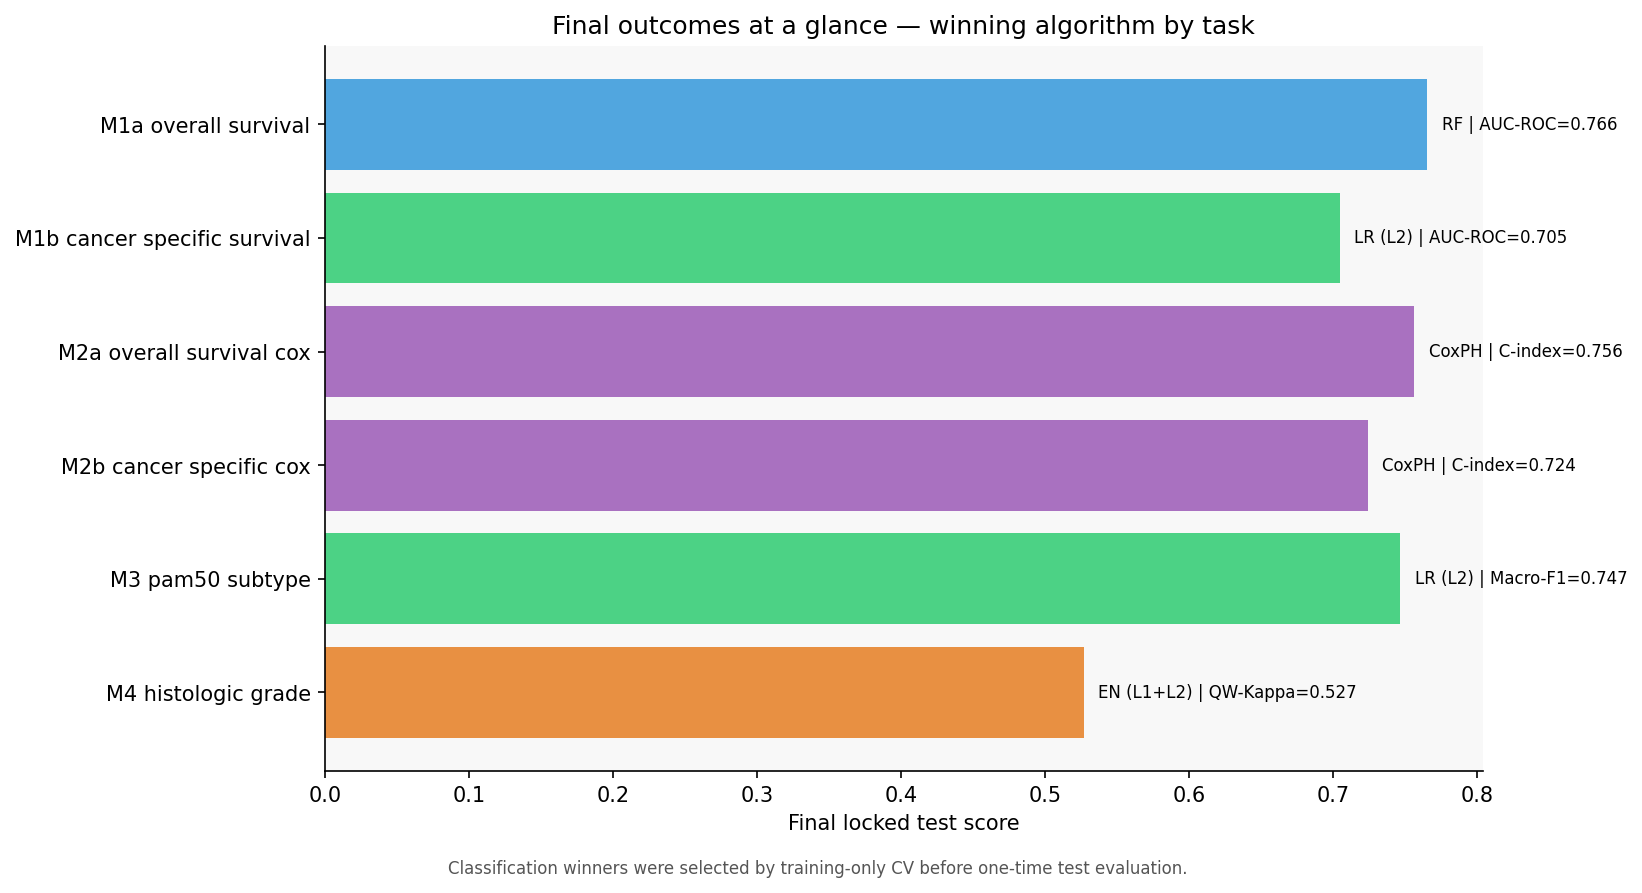 Final outcomes at a glance — winning algorithm by task
M1a overall survival
RF | AUC-ROC=0.766
M1b cancer specific survival
LR (L2) | AUC-ROC=0.705
M2a overall survival cox
CoxPH | C-index=0.756
M2b cancer specific cox
CoxPH | C-index=0.724
M3 pam50 subtype
LR (L2) | Macro-F1=0.747
M4 histologic grade
EN (L1+L2) | QW-Kappa=0.527
0.0 0.1 0.2 0.3 0.4 0.5 0.6 0.7 0.8
Final locked test score
Classification winners were selected by training-only CV before one-time test evaluation.